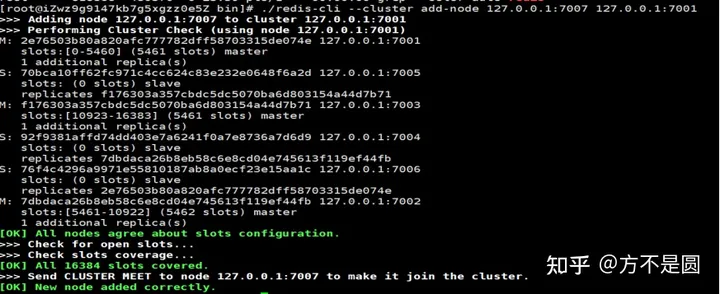 [root@iZwz9g9147kb7g5xgzz0e5Z bin]# ./redis-cli --cluster add-node 127.0.0.1:7007 127.0.0.1:7001
>>> Adding node 127.0.0.1:7007 to cluster 127.0.0.1:7001
>>> Performing Cluster Check (using node 127.0.0.1:7001)
M: 2e76503b80a820afc777782dff58703315de074e 127.0.0.1:7001
slots:[0-5460] (5461 slots) master
1 additional replica(s)
S: 70bca10ff62fc971c4cc624c83e232e0648f6a2d 127.0.0.1:7005
slots: (0 slots) slave
replicates f176303a357cbdc5dc5070ba6d803154a44d7b71
M: f176303a357cbdc5dc5070ba6d803154a44d7b71 127.0.0.1:7003
slots:[10923-16383] (5461 slots) master
1 additional replica(s)
S: 92f9381affd74dd403e7a6241f0a7e8736a7d6d9 127.0.0.1:7004
slots: (0 slots) slave
replicates 7dbdaca26b8eb58c6e8cd04e745613f119ef44fb
S: 76f4c4296a9971e55810187ab8a0ecf23e15aa1c 127.0.0.1:7006
slots: (0 slots) slave
replicates 2e76503b80a820afc777782dff58703315de074e
M: 7dbdaca26b8eb58c6e8cd04e745613f119ef44fb 127.0.0.1:7002
slots:[5461-10922] (5462 slots) master
1 additional replica(s)
[OK] All nodes agree about slots configuration.
>>> Check for open slots...
>>> Check slots coverage...
[OK] All 16384 slots covered.
>>> Send CLUSTER MEET to node 127.0.0.1:7007 to make it join the cluster.
[OK] New node added correctly.
知乎 @方不是圆